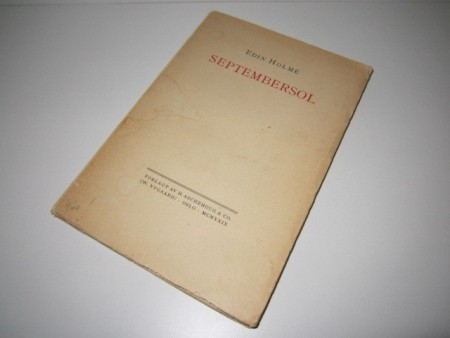 EDIN HOLME
SEPTEMBERSOL
FORLAGT AV H. ASCHEHOUG & CO.
(W. NYGAARD) · OSLO · MCMXXIX